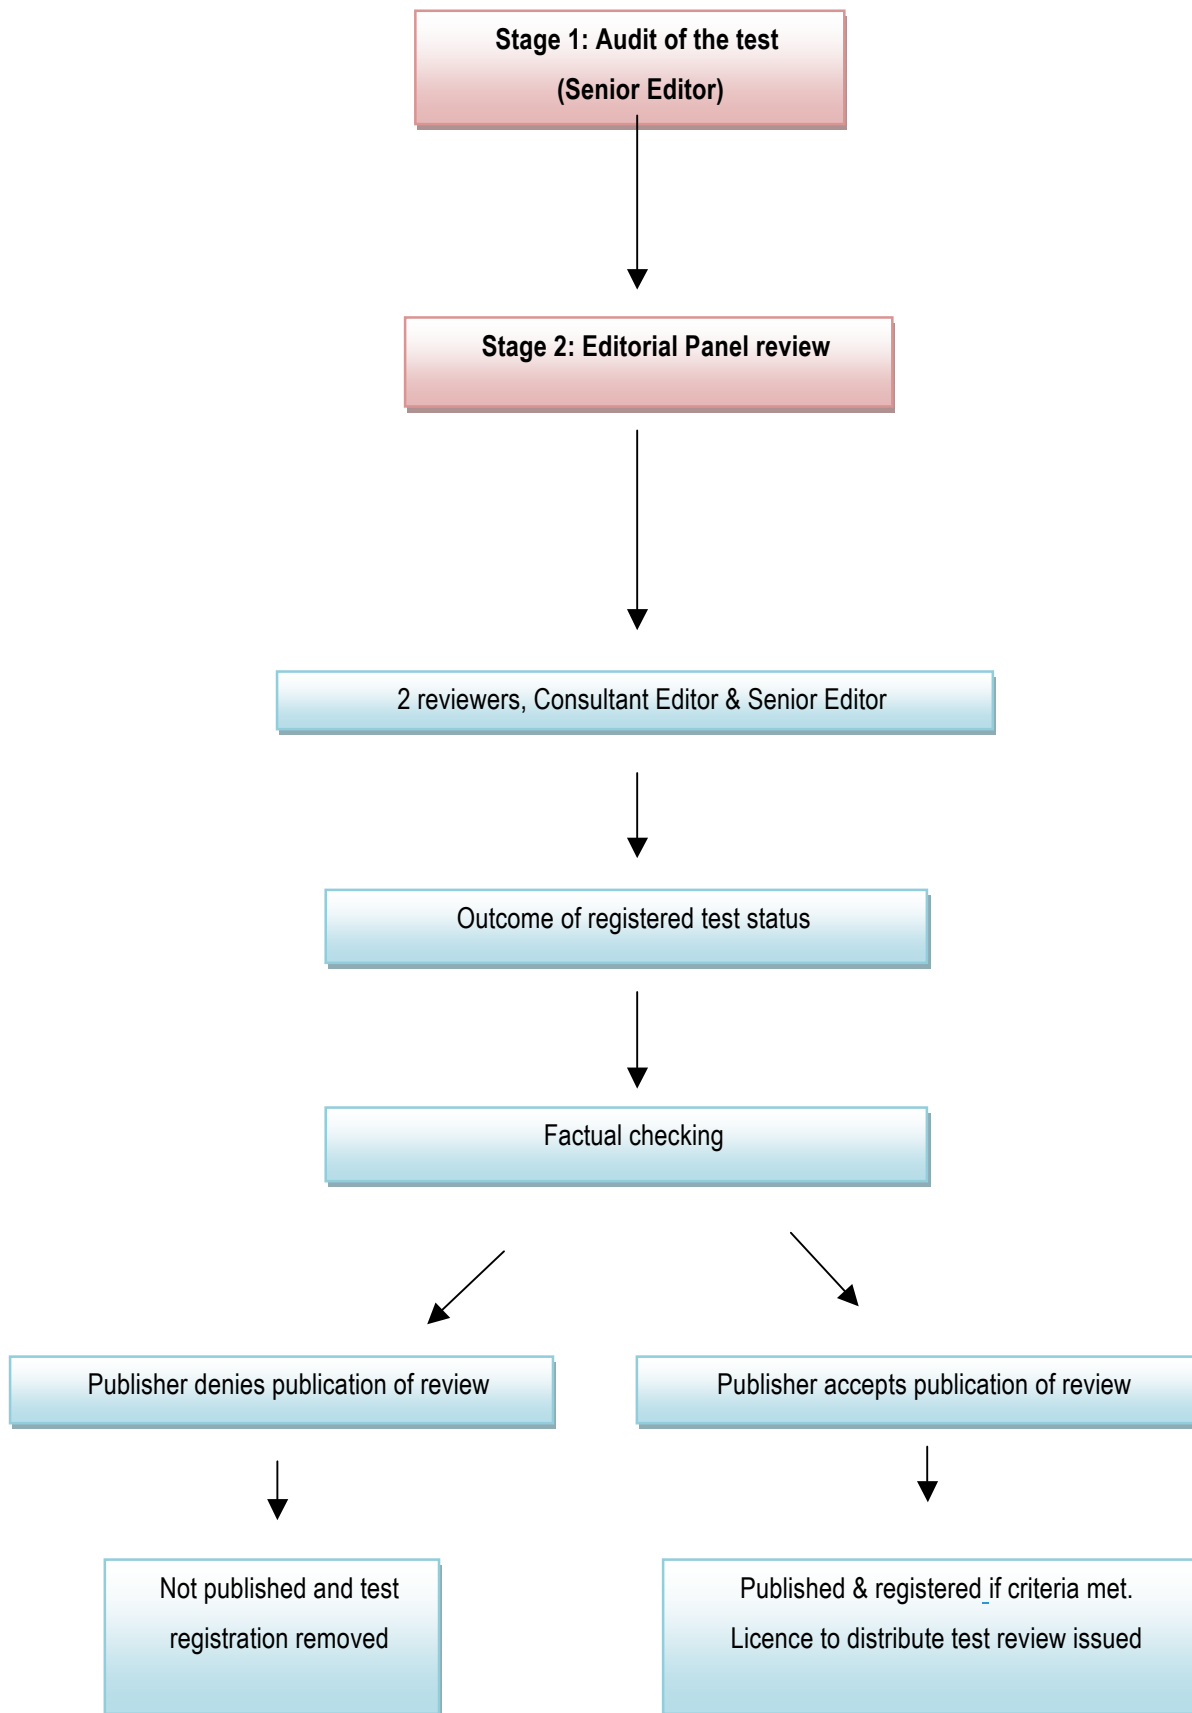 Stage 1: Audit of the test
(Senior Editor)
Stage 2: Editorial Panel review
2 reviewers, Consultant Editor & Senior Editor
Outcome of registered test status
Factual checking
Publisher denies publication of review
Publisher accepts publication of review
Not published and test
registration removed
Published & registered if criteria met.
Licence to distribute test review issued